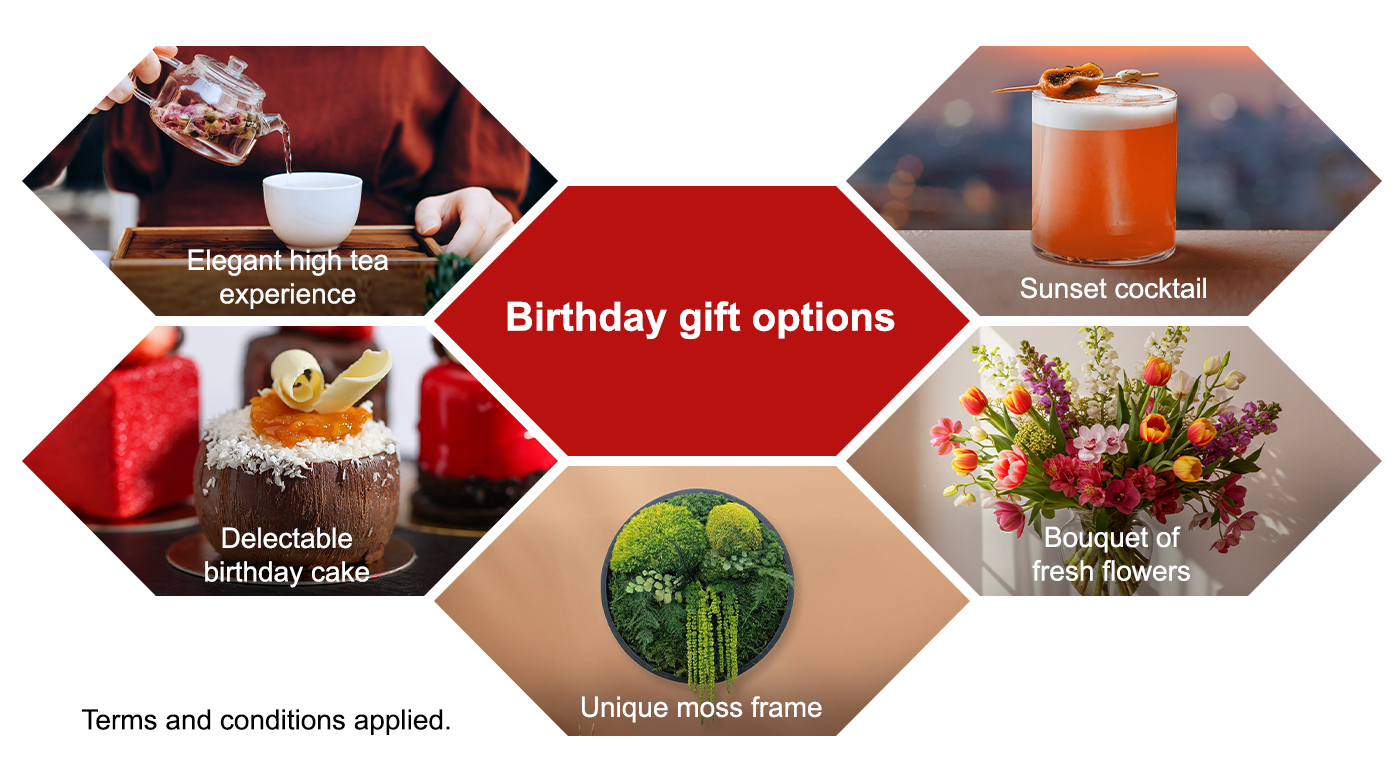 Elegant high tea
experience
Sunset cocktail
Birthday gift options
Delectable
birthday cake
Bouquet of
fresh flowers
Unique moss frame
Terms and conditions applied.